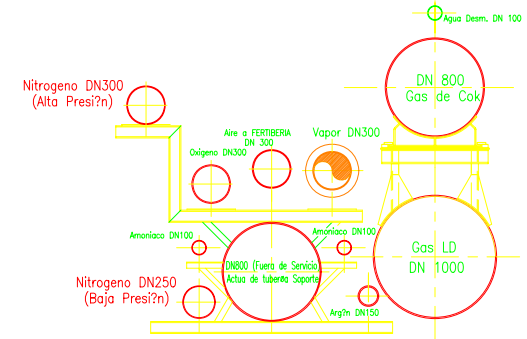 Agua Desm. DN 100
DN 800
Gas de Cok
Nitrogeno DN300
(Alta Presi?n)
Aire a FERTIBERIA
DN 300
Vapor DN300
Oxigeno DN300
Amoniaco DN100
Amoniaco DN100
Gas LD
DN 1000
DN800 (Fuera de Servicio)
Actua de tuberøa Soporte
Nitrogeno DN250
(Baja Presi?n)
Arg?n DN150